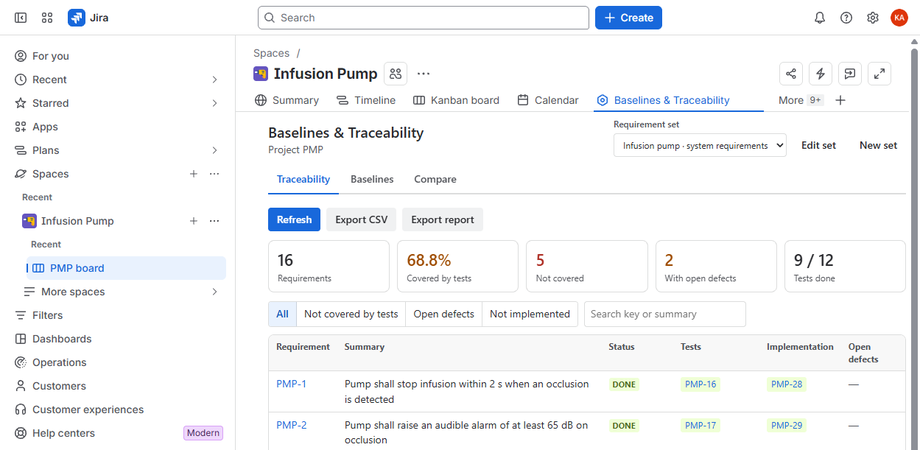 Jira
Search
+ Create
KA
For you
Recent
Starred
Apps
Plans
Spaces
Recent
Infusion Pump
Recent
PMP board
More spaces
Filters
Dashboards
Operations
Customers
Customer experiences
Help centers
Modern
Spaces /
Infusion Pump
Summary
Timeline
Kanban board
Calendar
Baselines & Traceability
More 9+
Baselines & Traceability
Project PMP
Requirement set
Infusion pump · system requirements
Edit set
New set
Traceability
Baselines
Compare
Refresh
Export CSV
Export report
16
Requirements
68.8%
Covered by tests
5
Not covered
2
With open defects
9 / 12
Tests done
All
Not covered by tests
Open defects
Not implemented
Search key or summary
Requirement Summary Status Tests Implementation Open defects
PMP-1 Pump shall stop infusion within 2 s when an occlusion DONE PMP-16 PMP-28 —
is detected
PMP-2 Pump shall raise an audible alarm of at least 65 dB on DONE PMP-17 PMP-29 —
occlusion